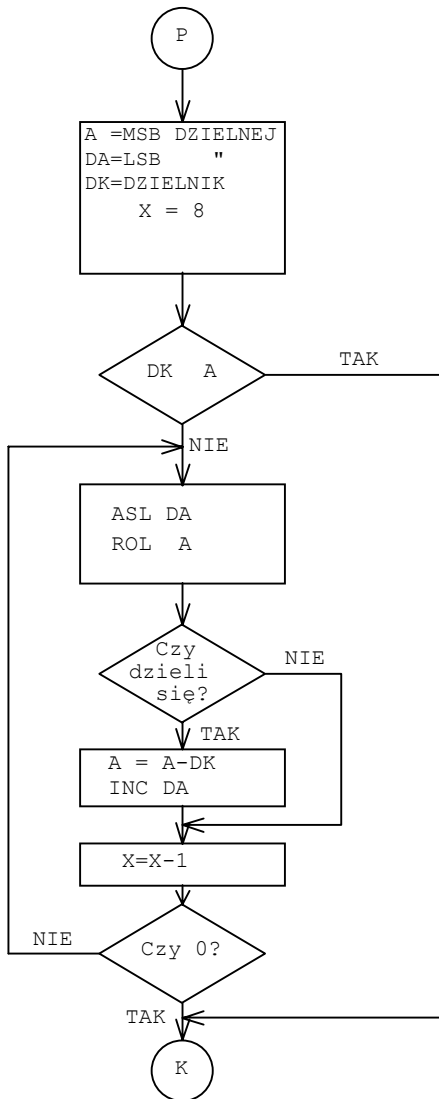 P
A =MSB DZIELNEJ
DA=LSB "
DK=DZIELNIK
X = 8
DK A
TAK
NIE
ASL DA
ROL A
Czy
dzieli
się?
NIE
TAK
A = A-DK
INC DA
X=X-1
NIE
Czy 0?
TAK
K